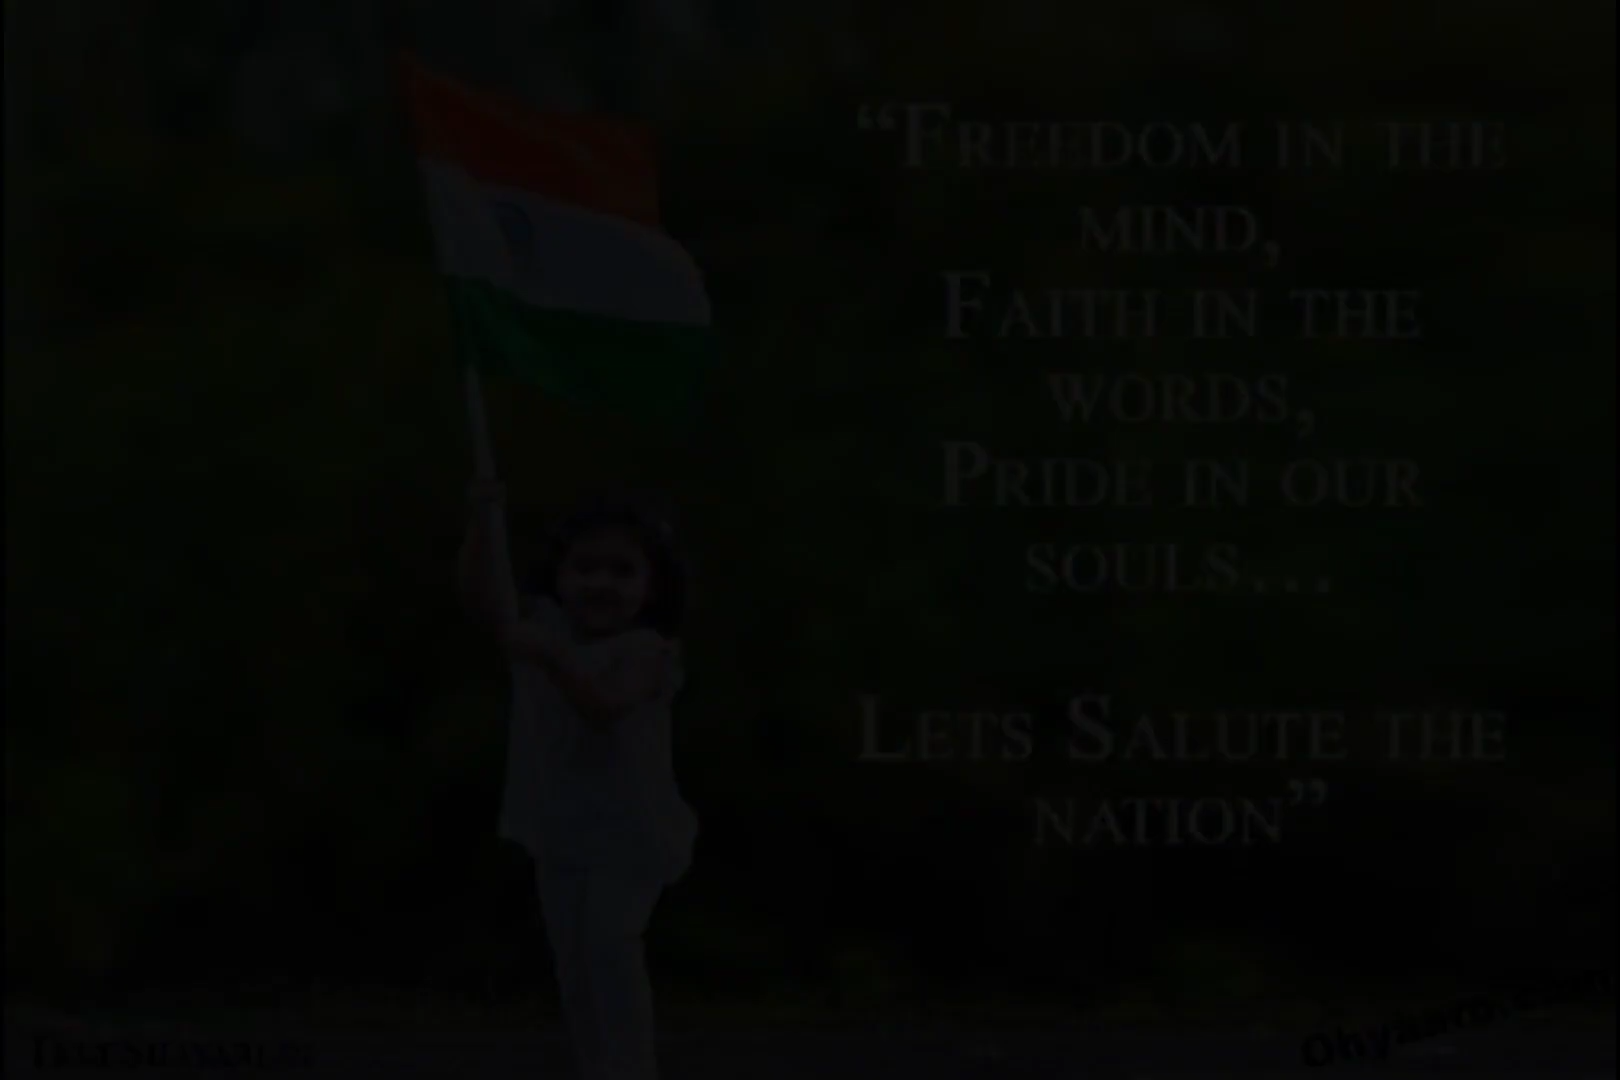 “Freedom in the
mind,
Faith in the
words,
Pride in our
souls...
Lets Salute the
nation”